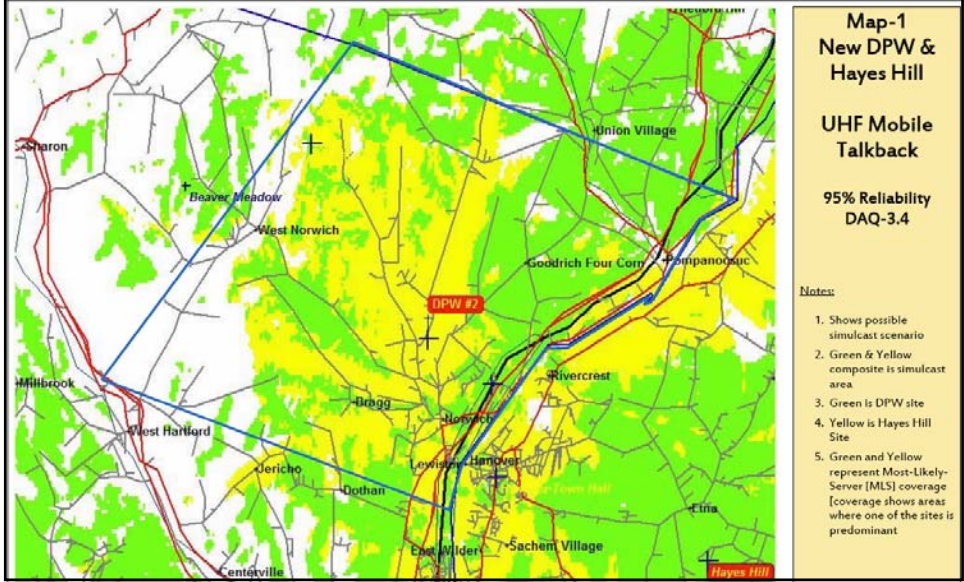 Sharon
Union Village
Beaver Meadow
West Norwich
Goodrich Four Corn
Pompanoosuc
DPW #2
Millbrook
Rivercrest
Bragg
Norwich
West Hartford
Lewiston
Hanover
Jericho
Dothan
Town Hall
Etna
East Wilder
Sachem Village
Centerville
Hayes Hill
Map-1
New DPW &
Hayes Hill
UHF Mobile
Talkback
95% Reliability
DAQ-3.4
Notes:
1. Shows possible
simulcast scenario
2. Green & Yellow
composite is simulcast
area
3. Green is DPW site
4. Yellow is Hayes Hill
Site
5. Green and Yellow
represent Most-Likely-
Server [MLS] coverage
[coverage shows areas
where one of the sites is
predominant